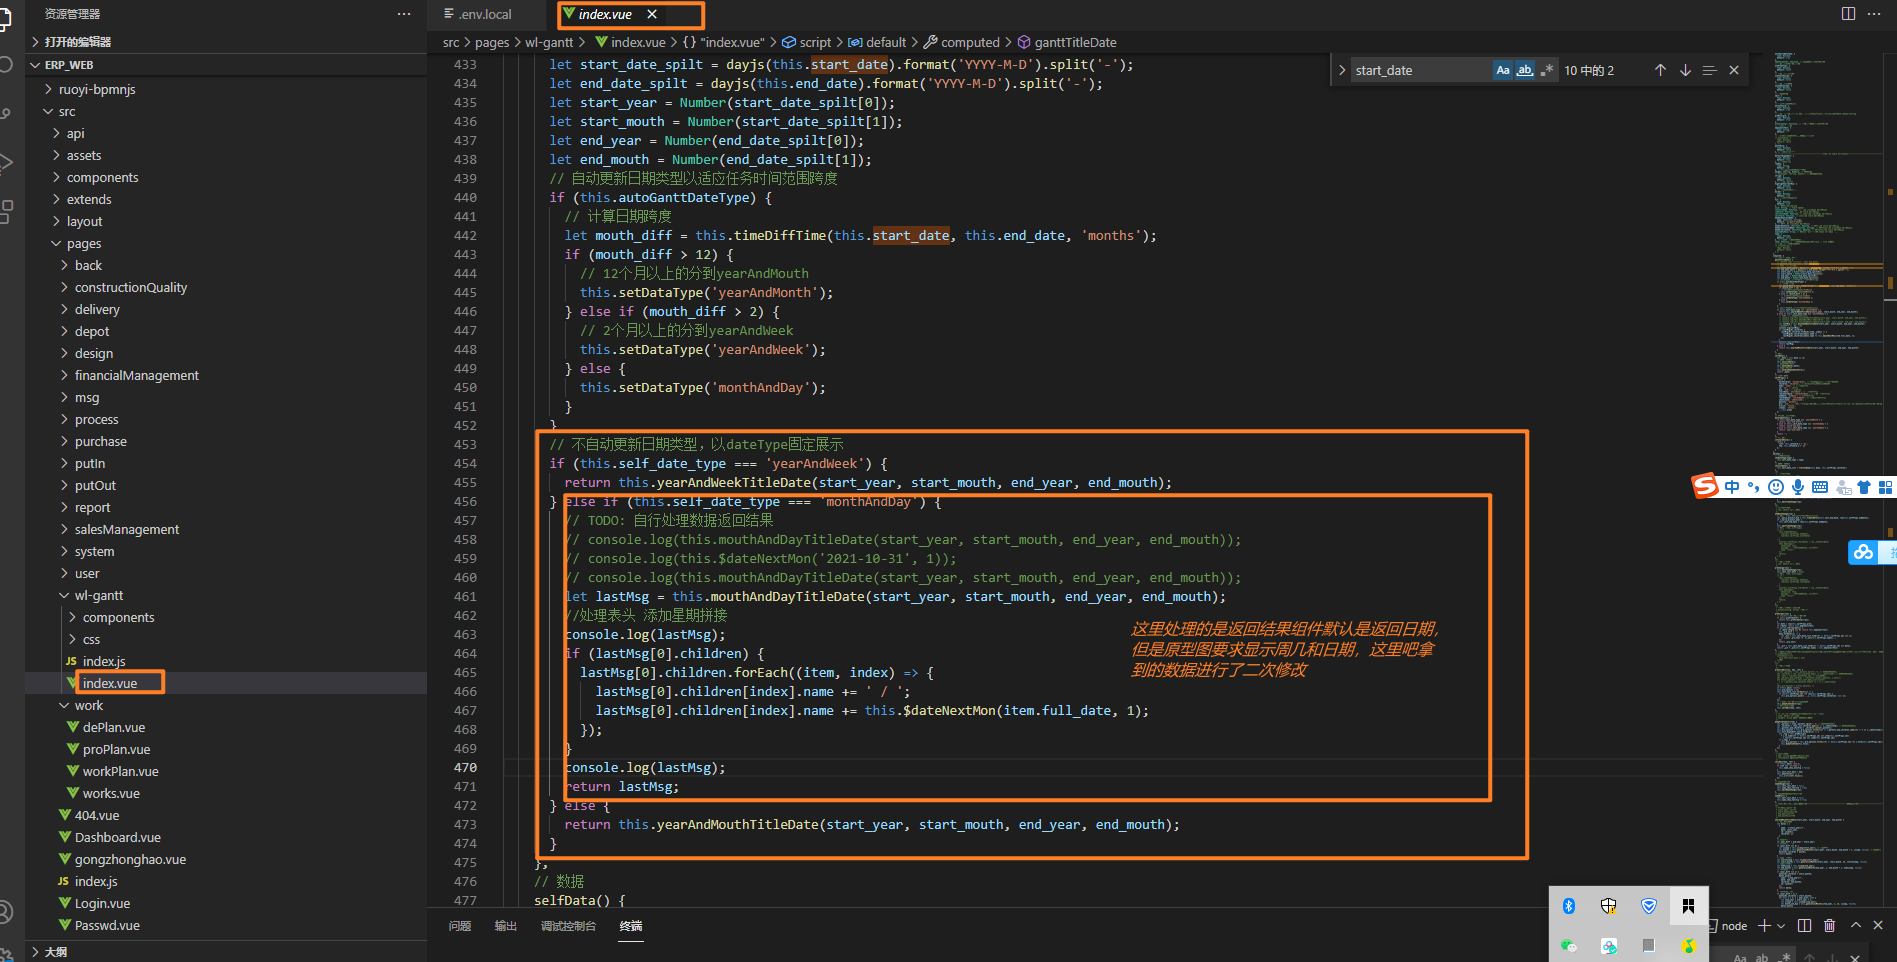 资源管理器
···
.env.local
index.vue
打开的编辑器
src > pages > wl-gantt > index.vue > {} "index.vue" > script > default > computed > ganttTitleDate
ERP_WEB
ruoyi-bpmnjs
src
api
assets
components
extends
layout
pages
back
constructionQuality
delivery
depot
design
financialManagement
msg
process
purchase
putIn
putOut
report
salesManagement
system
user
wl-gantt
components
css
index.js
index.vue
work
dePlan.vue
proPlan.vue
workPlan.vue
works.vue
404.vue
Dashboard.vue
gongzhonghao.vue
index.js
Login.vue
Passwd.vue
大纲
start_date
Aa ab 10 中的 2
433 let start_date_spilt = dayjs(this.start_date).format('YYYY-M-D').split('-');
434 let end_date_spilt = dayjs(this.end_date).format('YYYY-M-D').split('-');
435 let start_year = Number(start_date_spilt[0]);
436 let start_mouth = Number(start_date_spilt[1]);
437 let end_year = Number(end_date_spilt[0]);
438 let end_mouth = Number(end_date_spilt[1]);
439 // 自动更新日期类型以适应任务时间范围跨度
440 if (this.autoGanttDateType) {
441 // 计算日期跨度
442 let mouth_diff = this.timeDiffTime(this.start_date, this.end_date, 'months');
443 if (mouth_diff > 12) {
444 // 12个月以上的分到yearAndMouth
445 this.setDataType('yearAndMonth');
446 } else if (mouth_diff > 2) {
447 // 2个月以上的分到yearAndWeek
448 this.setDataType('yearAndWeek');
449 } else {
450 this.setDataType('monthAndDay');
451 }
452 }
453 // 不自动更新日期类型，以dateType固定展示
454 if (this.self_date_type === 'yearAndWeek') {
455 return this.yearAndWeekTitleDate(start_year, start_mouth, end_year, end_mouth);
456 } else if (this.self_date_type === 'monthAndDay') {
457 // TODO: 自行处理数据返回结果
458 // console.log(this.mouthAndDayTitleDate(start_year, start_mouth, end_year, end_mouth));
459 // console.log(this.$dateNextMon('2021-10-31', 1));
460 // console.log(this.mouthAndDayTitleDate(start_year, start_mouth, end_year, end_mouth));
461 let lastMsg = this.mouthAndDayTitleDate(start_year, start_mouth, end_year, end_mouth);
462 //处理表头 添加星期拼接
463 console.log(lastMsg);
464 if (lastMsg[0].children) {
465 lastMsg[0].children.forEach((item, index) => {
466 lastMsg[0].children[index].name += ' / ';
467 lastMsg[0].children[index].name += this.$dateNextMon(item.full_date, 1);
468 });
469 }
470 console.log(lastMsg);
471 return lastMsg;
472 } else {
473 return this.yearAndMouthTitleDate(start_year, start_mouth, end_year, end_mouth);
474 }
475 },
476 // 数据
477 selfData() {
这里处理的是返回结果组件默认是返回日期，
但是原型图要求显示周几和日期，这里吧拿
到的数据进行了二次修改
中
问题 输出 调试控制台 终端
node
Aa ab